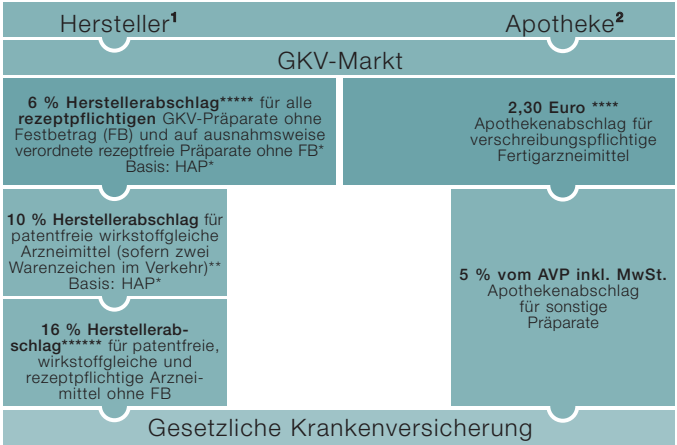 Hersteller¹
Apotheke²
GKV-Markt
6 % Herstellerabschlag***** für alle
rezeptpflichtigen GKV-Präparate ohne
Festbetrag (FB) und auf ausnahmsweise
verordnete rezeptfreie Präparate ohne FB*
Basis: HAP*
2,30 Euro ****
Apothekenabschlag für
verschreibungspflichtige
Fertigarzneimittel
10 % Herstellerabschlag für
patentfreie wirkstoffgleiche
Arzneimittel (sofern zwei
Warenzeichen im Verkehr)**
Basis: HAP*
5 % vom AVP inkl. MwSt.
Apothekenabschlag
für sonstige
Präparate
16 % Herstellerab-
schlag****** für patentfreie,
wirkstoffgleiche und
rezeptpflichtige Arznei-
mittel ohne FB
Gesetzliche Krankenversicherung